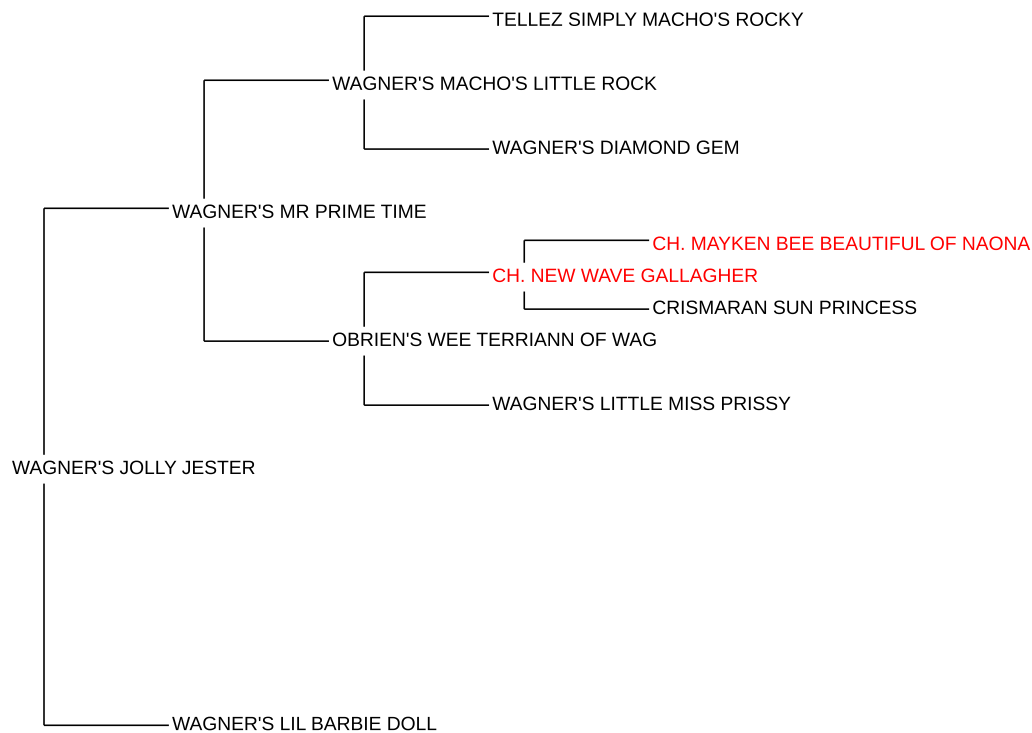 TELLEZ SIMPLY MACHO'S ROCKY
WAGNER'S MACHO'S LITTLE ROCK
WAGNER'S DIAMOND GEM
WAGNER'S MR PRIME TIME
CH. MAYKEN BEE BEAUTIFUL OF NAONA
CH. NEW WAVE GALLAGHER
CRISMARAN SUN PRINCESS
OBRIEN'S WEE TERRIANN OF WAG
WAGNER'S LITTLE MISS PRISSY
WAGNER'S JOLLY JESTER
WAGNER'S LIL BARBIE DOLL